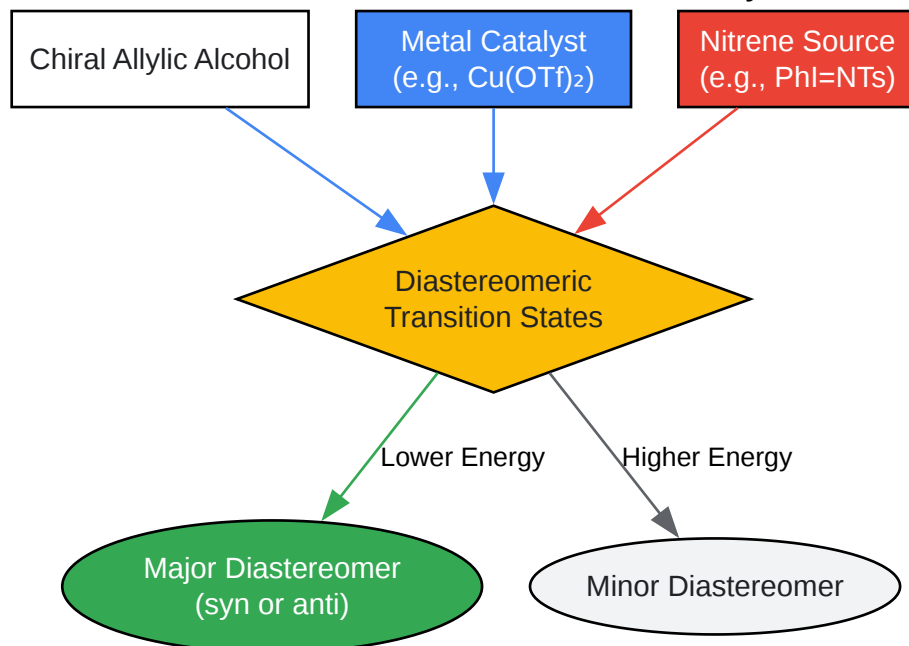 Chiral Allylic Alcohol
Metal Catalyst
(e.g., Cu(OTf)₂)
Nitrene Source
(e.g., PhI=NTs)
Diastereomeric
Transition States
Lower Energy
Higher Energy
Major Diastereomer
(syn or anti)
Minor Diastereomer